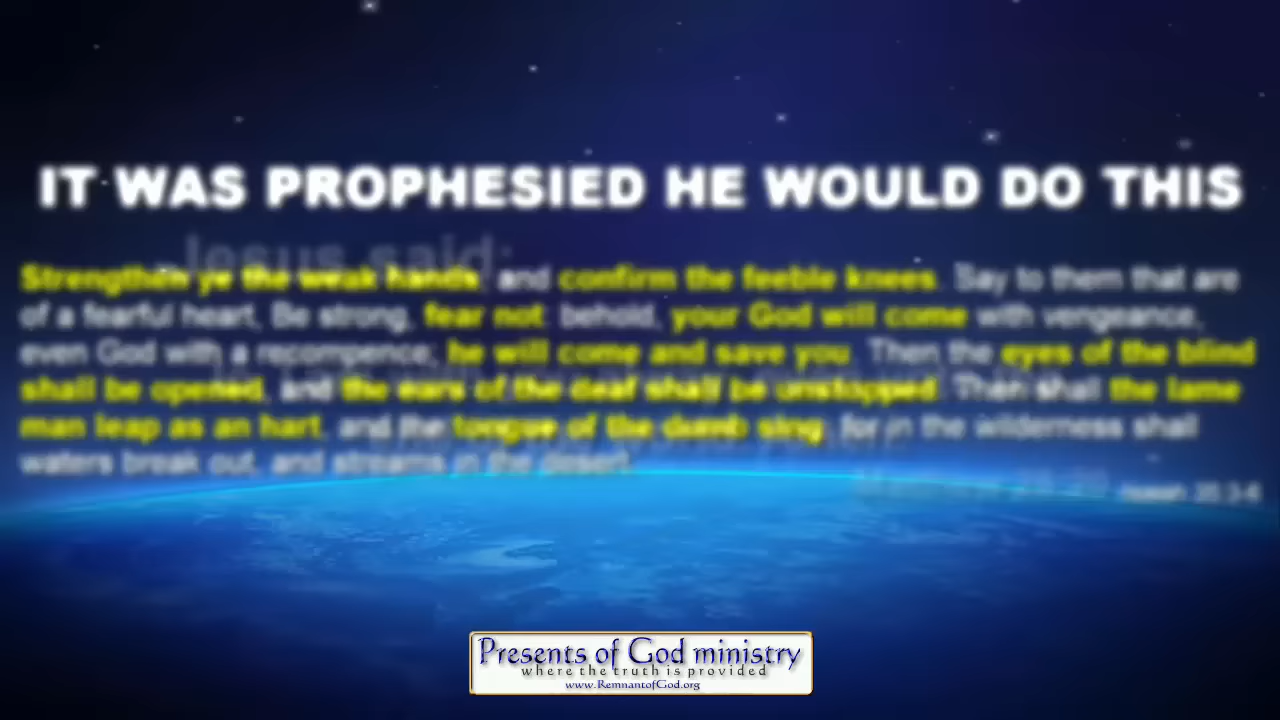 IT WAS PROPHESIED HE WOULD DO THIS
Jesus said:
Strengthen ye the weak hands, and confirm the feeble knees. Say to them that are
of a fearful heart, Be strong, fear not: behold, your God will come with vengeance,
even God with a recompence; he will come and save you. Then the eyes of the blind
shall be opened, and the ears of the deaf shall be unstopped. Then shall the lame
man leap as an hart, and the tongue of the dumb sing: for in the wilderness shall
waters break out, and streams in the desert.
Isaiah 35:3-6
Presents of God ministry
where the truth is provided
www.RemnantofGod.org